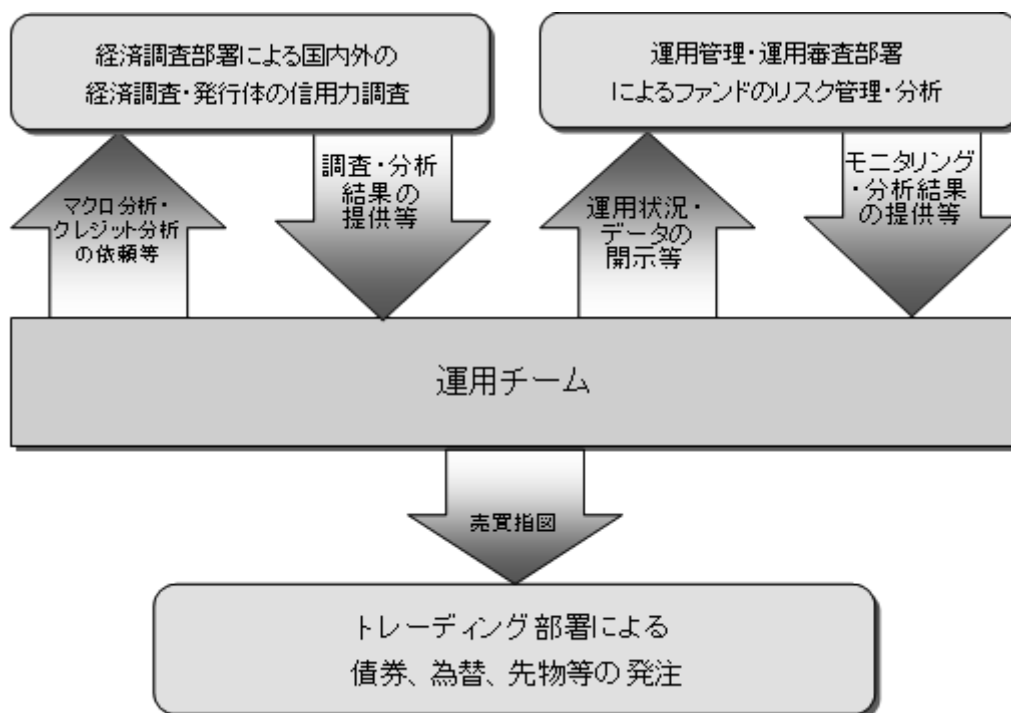 経済調査部署による国内外の
経済調査・発行体の信用力調査
運用管理・運用審査部署
によるファンドのリスク管理・分析
マクロ分析・
クレジット分析
の依頼等
調査・分析
結果の
提供等
運用状況・
データの
開示等
モニタリング
・分析結果
の提供等
運用チーム
売買指図
トレーディング部署による
債券、為替、先物等の発注